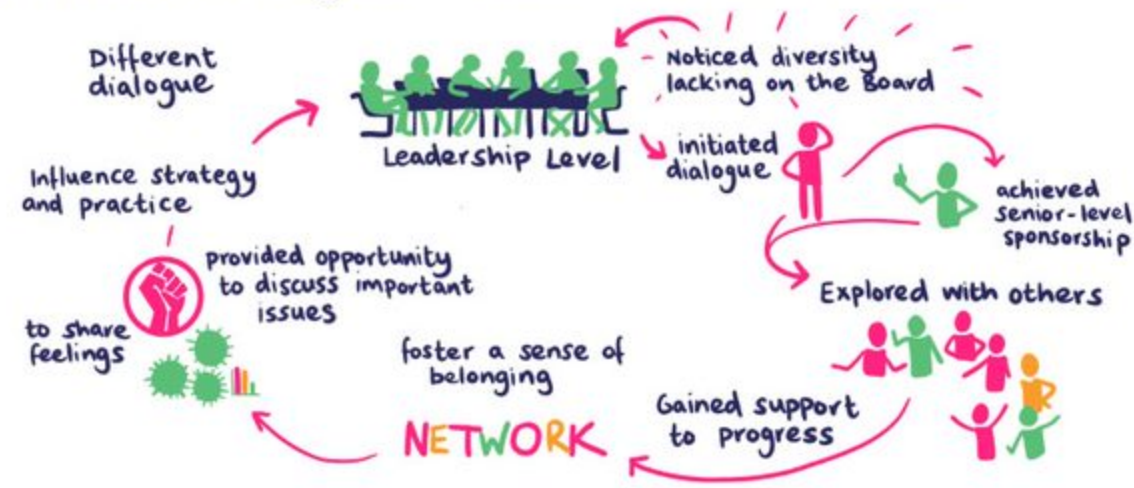 Different
dialogue
Leadership Level
Noticed diversity
lacking on the Board
initiated
dialogue
achieved
senior-level
sponsorship
Explored with others
Gained support
to progress
NETWORK
foster a sense of
belonging
to share
feelings
provided opportunity
to discuss important
issues
Influence strategy
and practice